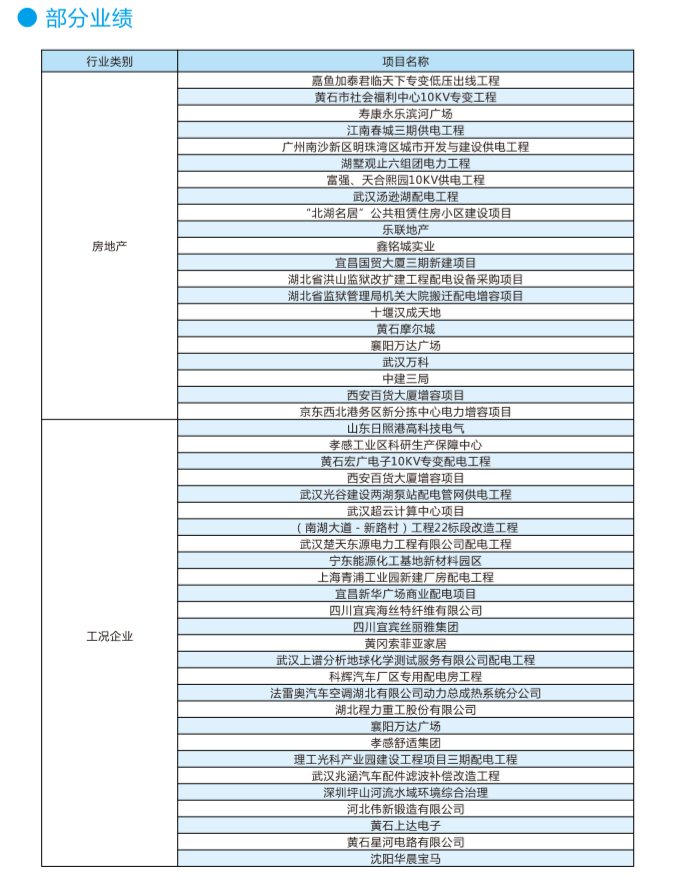 部分业绩
行业类别 项目名称
房地产
嘉鱼加泰君临天下专变低压出线工程
黄石市社会福利中心10KV专变工程
寿康永乐滨河广场
江南春城三期供电工程
广州南沙新区明珠湾区城市开发与建设供电工程
湖墅观止六组团电力工程
富强、天合熙园10KV供电工程
武汉汤逊湖配电工程
“北湖名居”公共租赁住房小区建设项目
乐联地产
鑫铭城实业
宜昌国贸大厦三期新建项目
湖北省洪山监狱改扩建工程配电设备采购项目
湖北省监狱管理局机关大院搬迁配电增容项目
十堰汉成天地
黄石摩尔城
襄阳万达广场
武汉万科
中建三局
西安百货大厦增容项目
京东西北港务区新分拣中心电力增容项目
工况企业
山东日照港高科技电气
孝感工业区科研生产保障中心
黄石宏广电子10KV专变配电工程
西安百货大厦增容项目
武汉光谷建设两湖泵站配电管网供电工程
武汉超云计算中心项目
（南湖大道－新路村）工程22标段改造工程
武汉楚天东源电力工程有限公司配电工程
宁东能源化工基地新材料园区
上海青浦工业园新建厂房配电工程
宜昌新华广场商业配电项目
四川宜宾海丝特纤维有限公司
四川宜宾丝丽雅集团
黄冈索菲亚家居
武汉上谱分析地球化学测试服务有限公司配电工程
科辉汽车厂区专用配电房工程
法雷奥汽车空调湖北有限公司动力总成热系统分公司
湖北程力重工股份有限公司
襄阳万达广场
孝感舒适集团
理工光科产业园建设工程项目三期配电工程
武汉兆涵汽车配件滤波补偿改造工程
深圳坪山河流水域环境综合治理
河北伟新锻造有限公司
黄石上达电子
黄石星河电路有限公司
沈阳华晨宝马